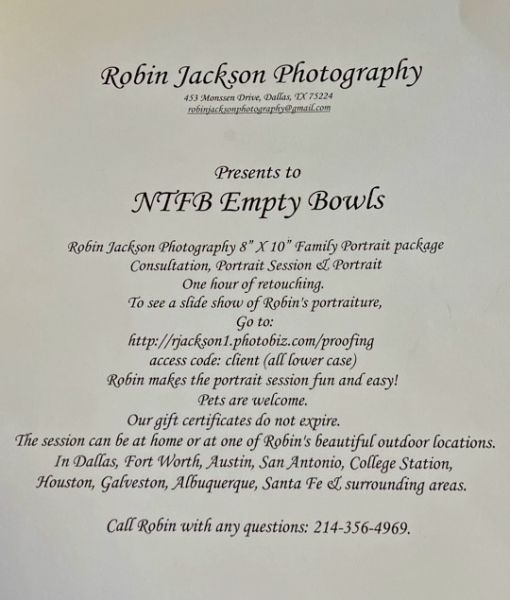 Robin Jackson Photography
453 Monssen Drive, Dallas, TX 75224
robinjacksonphotography@gmail.com
Presents to
NTFB Empty Bowls
Robin Jackson Photography 8" X 10" Family Portrait package
Consultation, Portrait Session & Portrait
One hour of retouching.
To see a slide show of Robin's portraiture,
Go to:
http://rjackson1.photobiz.com/proofing
access code: client (all lower case)
Robin makes the portrait session fun and easy!
Pets are welcome.
Our gift certificates do not expire.
The session can be at home or at one of Robin's beautiful outdoor locations.
In Dallas, Fort Worth, Austin, San Antonio, College Station,
Houston, Galveston, Albuquerque, Santa Fe & surrounding areas.
Call Robin with any questions: 214-356-4969.